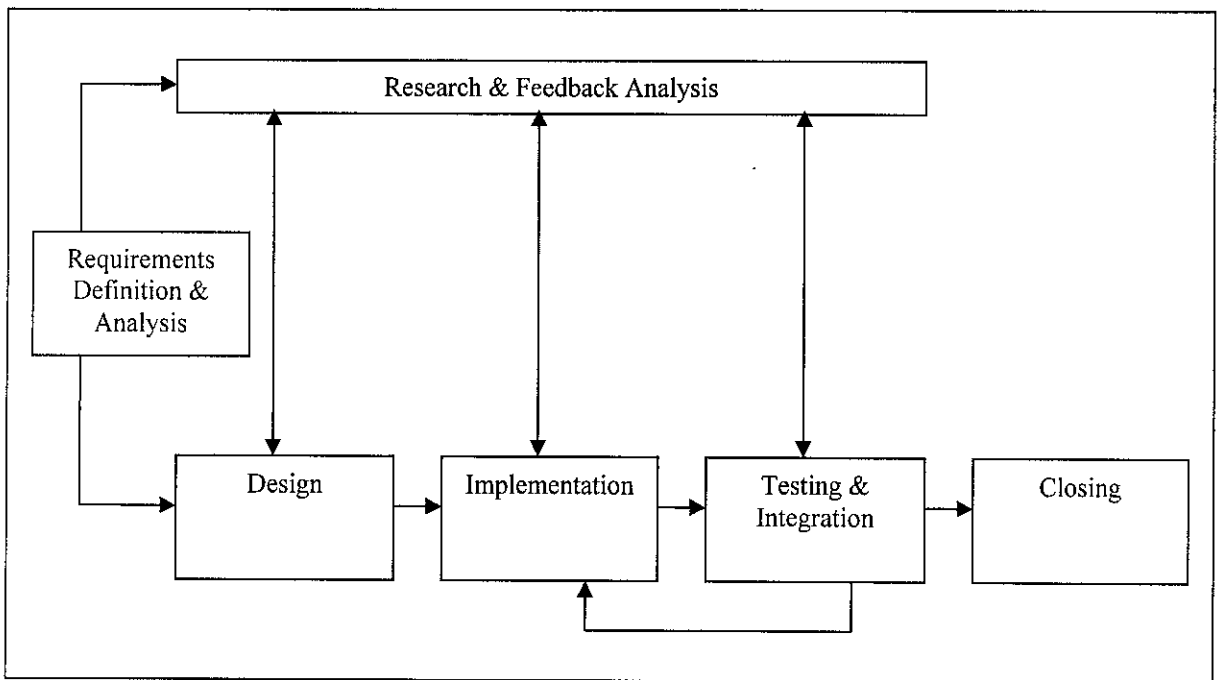 Research & Feedback Analysis
Requirements
Definition &
Analysis
Design
Implementation
Testing &
Integration
Closing